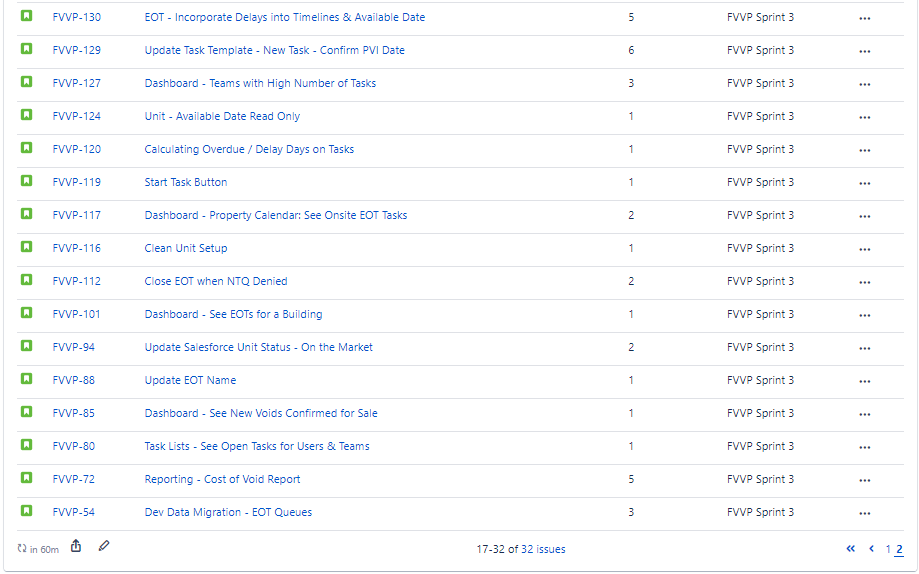 FVVP-130 EOT - Incorporate Delays into Timelines & Available Date 5 FVVP Sprint 3 •••
FVVP-129 Update Task Template - New Task - Confirm PVI Date 6 FVVP Sprint 3 •••
FVVP-127 Dashboard - Teams with High Number of Tasks 3 FVVP Sprint 3 •••
FVVP-124 Unit - Available Date Read Only 1 FVVP Sprint 3 •••
FVVP-120 Calculating Overdue / Delay Days on Tasks 1 FVVP Sprint 3 •••
FVVP-119 Start Task Button 1 FVVP Sprint 3 •••
FVVP-117 Dashboard - Property Calendar: See Onsite EOT Tasks 2 FVVP Sprint 3 •••
FVVP-116 Clean Unit Setup 1 FVVP Sprint 3 •••
FVVP-112 Close EOT when NTQ Denied 2 FVVP Sprint 3 •••
FVVP-101 Dashboard - See EOTs for a Building 1 FVVP Sprint 3 •••
FVVP-94 Update Salesforce Unit Status - On the Market 2 FVVP Sprint 3 •••
FVVP-88 Update EOT Name 1 FVVP Sprint 3 •••
FVVP-85 Dashboard - See New Voids Confirmed for Sale 1 FVVP Sprint 3 •••
FVVP-80 Task Lists - See Open Tasks for Users & Teams 1 FVVP Sprint 3 •••
FVVP-72 Reporting - Cost of Void Report 5 FVVP Sprint 3 •••
FVVP-54 Dev Data Migration - EOT Queues 3 FVVP Sprint 3 •••
in 60m 17-32 of 32 issues « ‹ 1 2